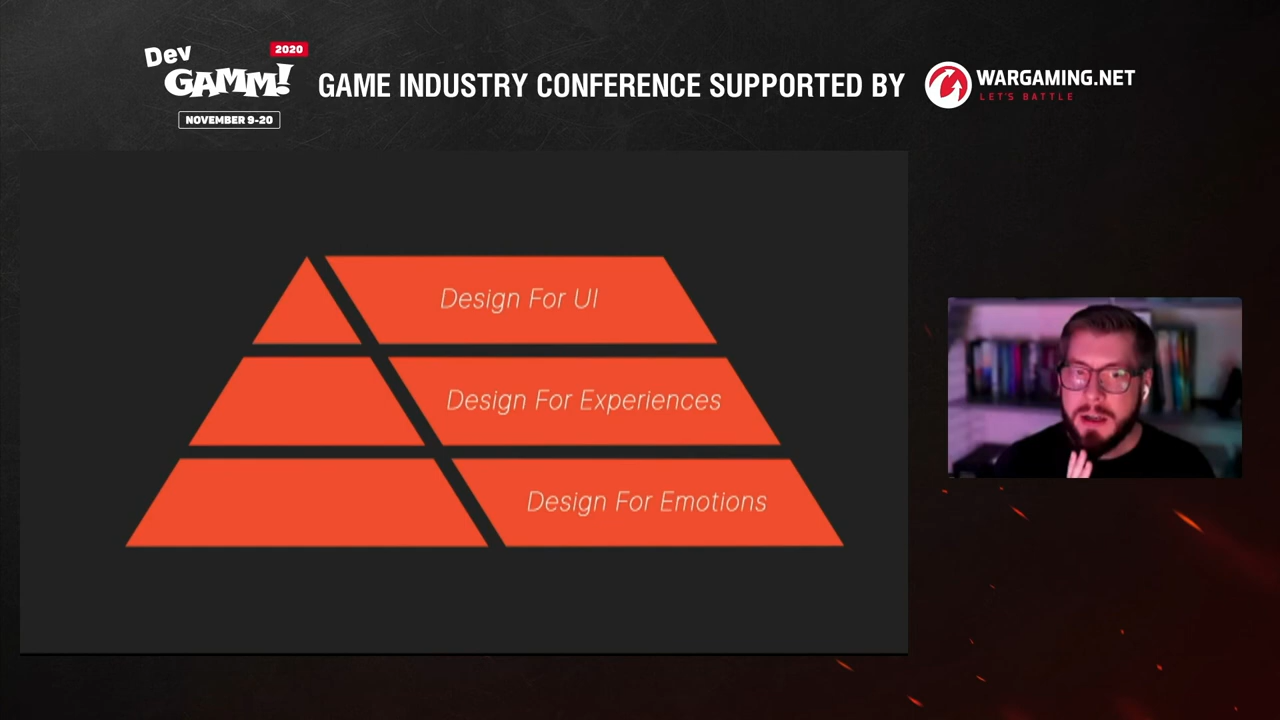 Dev
GAMM!
2020
NOVEMBER 9-20
GAME INDUSTRY CONFERENCE SUPPORTED BY
WARGAMING.NET
LET'S BATTLE
Design For UI
Design For Experiences
Design For Emotions